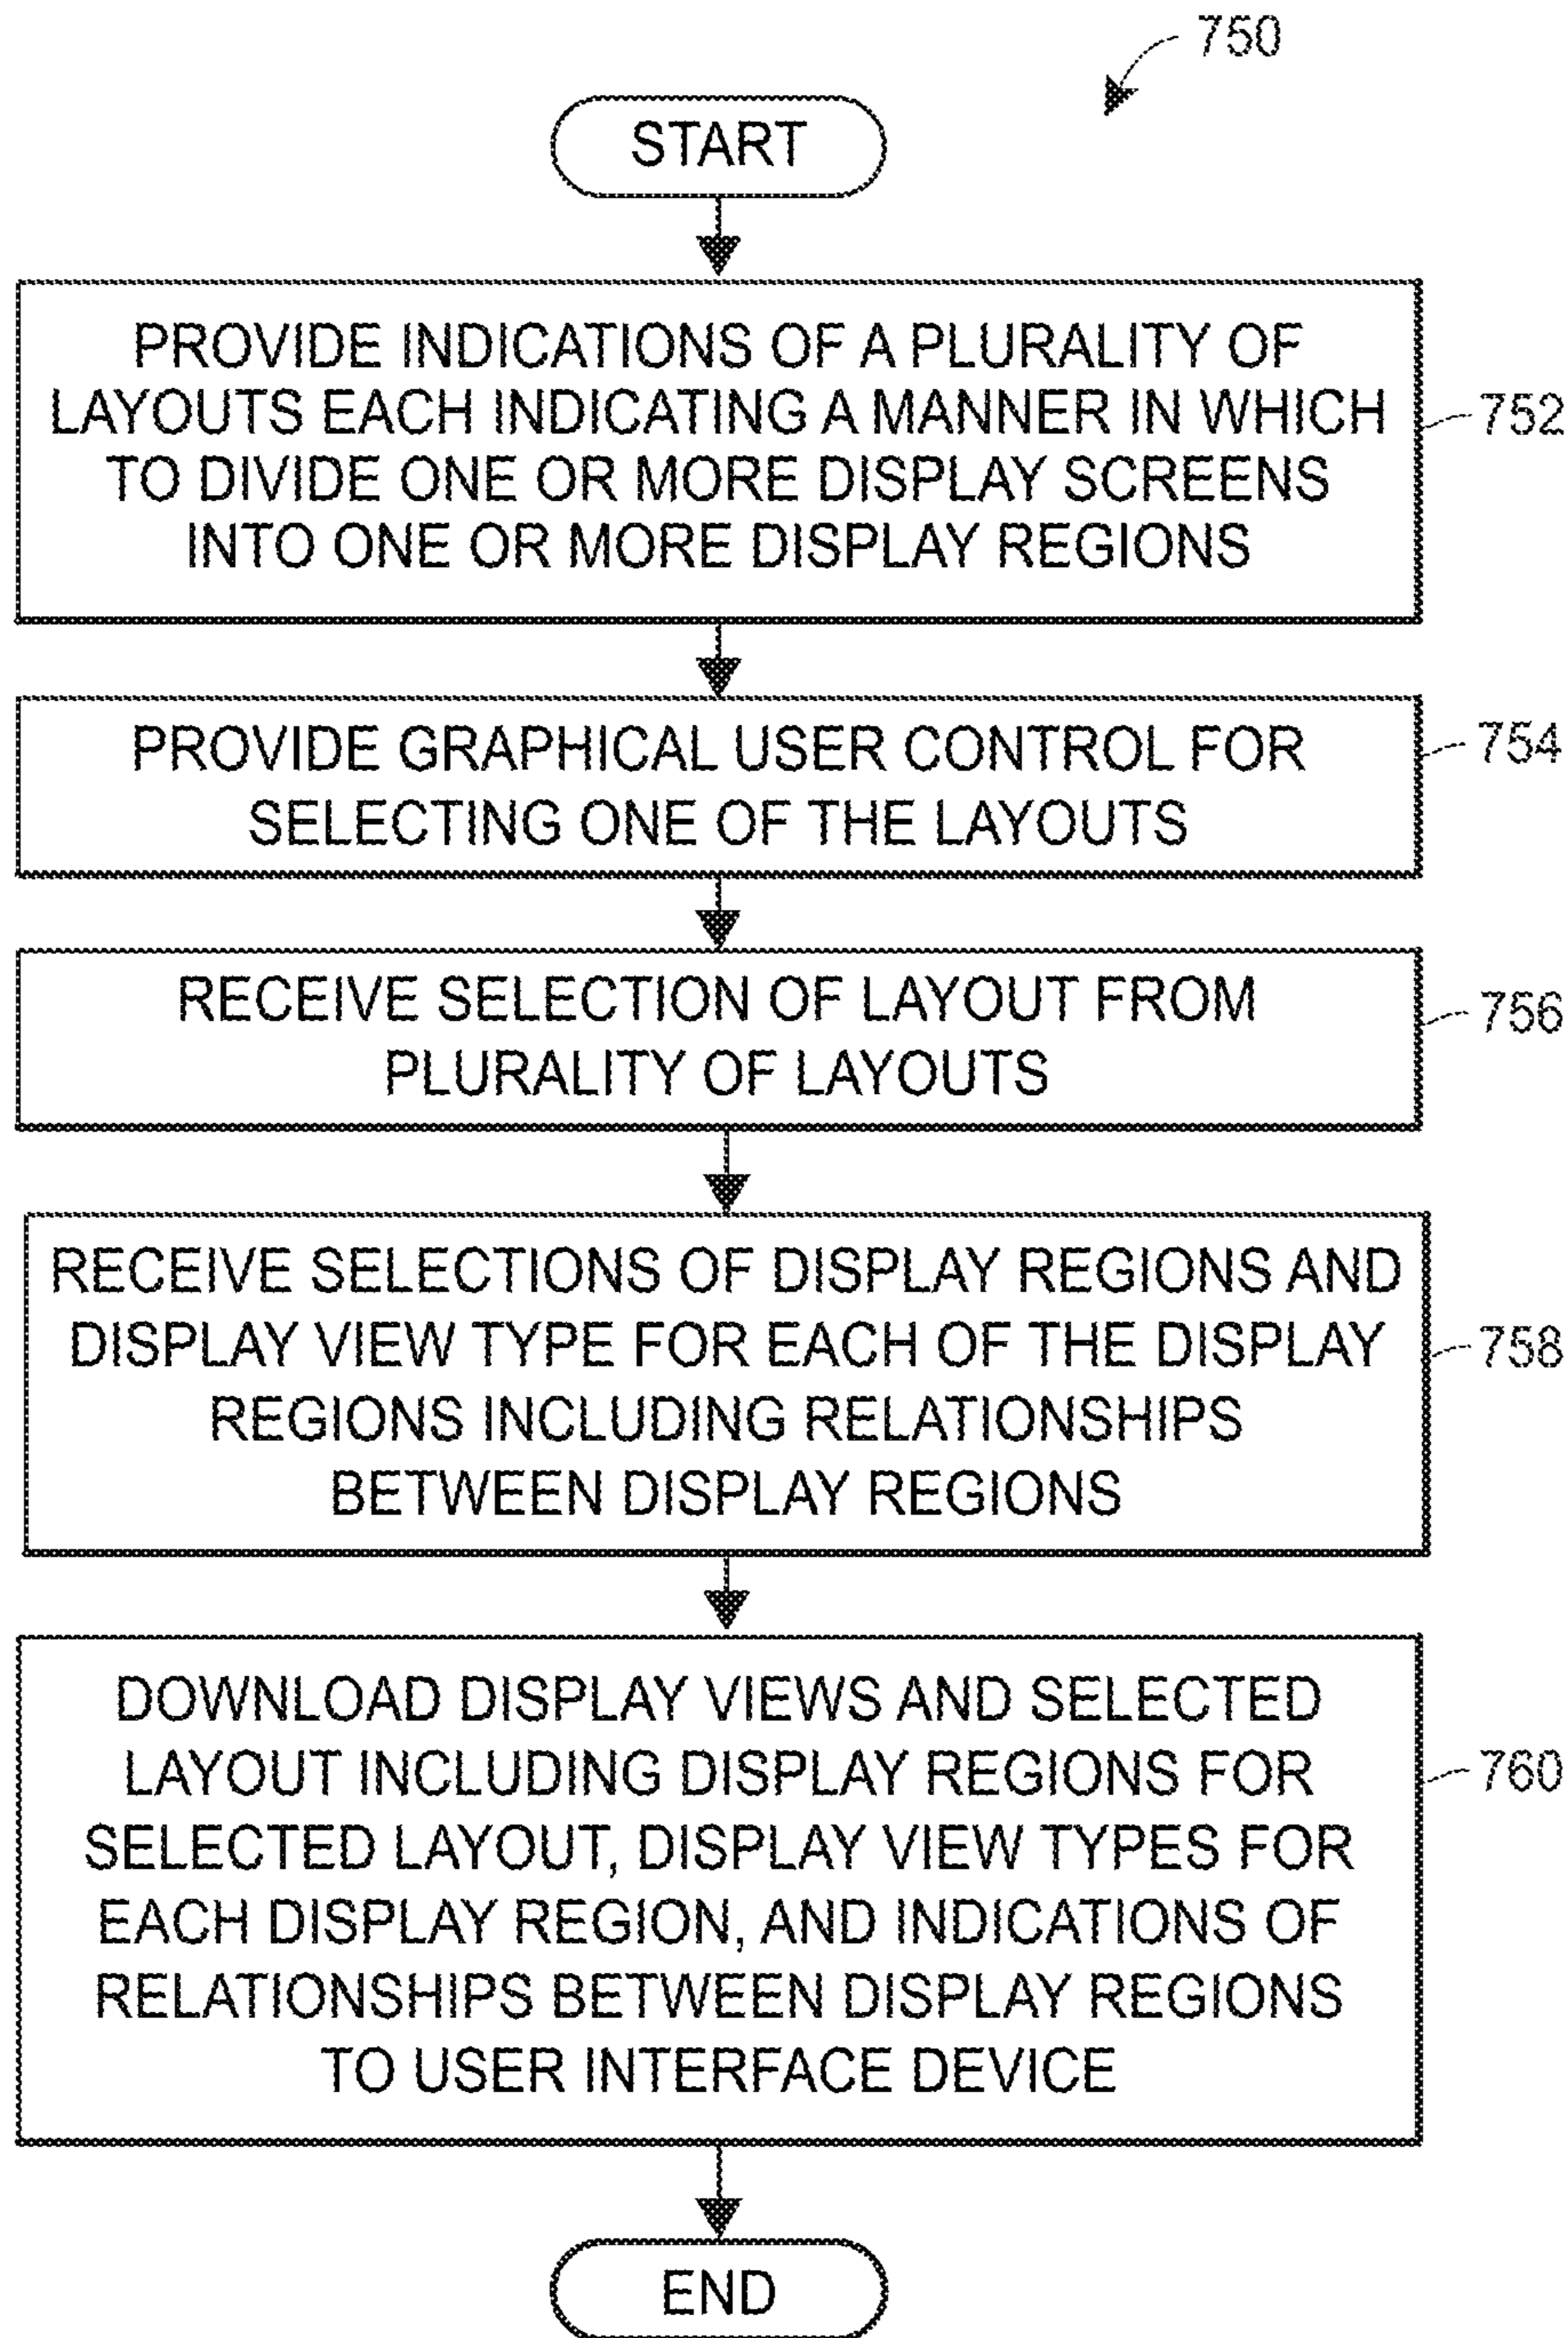 750
START
PROVIDE INDICATIONS OF A PLURALITY OF
LAYOUTS EACH INDICATING A MANNER IN WHICH
TO DIVIDE ONE OR MORE DISPLAY SCREENS
INTO ONE OR MORE DISPLAY REGIONS
752
PROVIDE GRAPHICAL USER CONTROL FOR
SELECTING ONE OF THE LAYOUTS
754
RECEIVE SELECTION OF LAYOUT FROM
PLURALITY OF LAYOUTS
756
RECEIVE SELECTIONS OF DISPLAY REGIONS AND
DISPLAY VIEW TYPE FOR EACH OF THE DISPLAY
REGIONS INCLUDING RELATIONSHIPS
BETWEEN DISPLAY REGIONS
758
DOWNLOAD DISPLAY VIEWS AND SELECTED
LAYOUT INCLUDING DISPLAY REGIONS FOR
SELECTED LAYOUT, DISPLAY VIEW TYPES FOR
EACH DISPLAY REGION, AND INDICATIONS OF
RELATIONSHIPS BETWEEN DISPLAY REGIONS
TO USER INTERFACE DEVICE
760
END